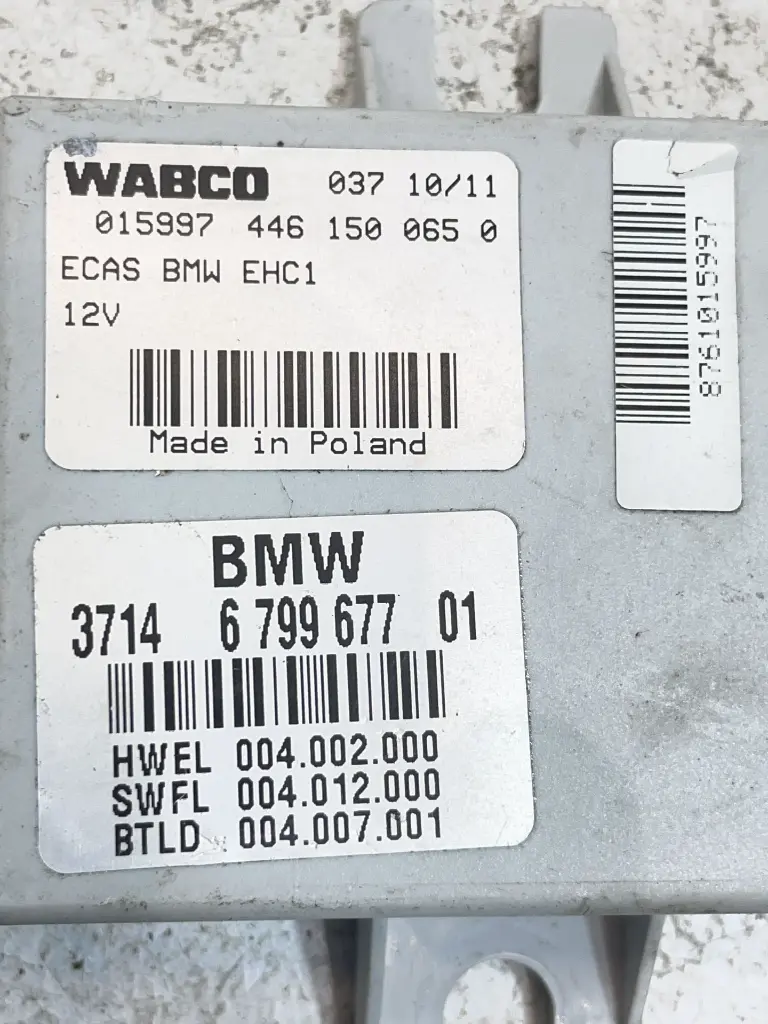 WABCO 037 10/11
015997 446 150 065 0
ECAS BMW EHC1
12V
Made in Poland
8761015997
BMW
3714 6 799 677 01
HWEL 004.002.000
SWFL 004.012.000
BTLD 004.007.001